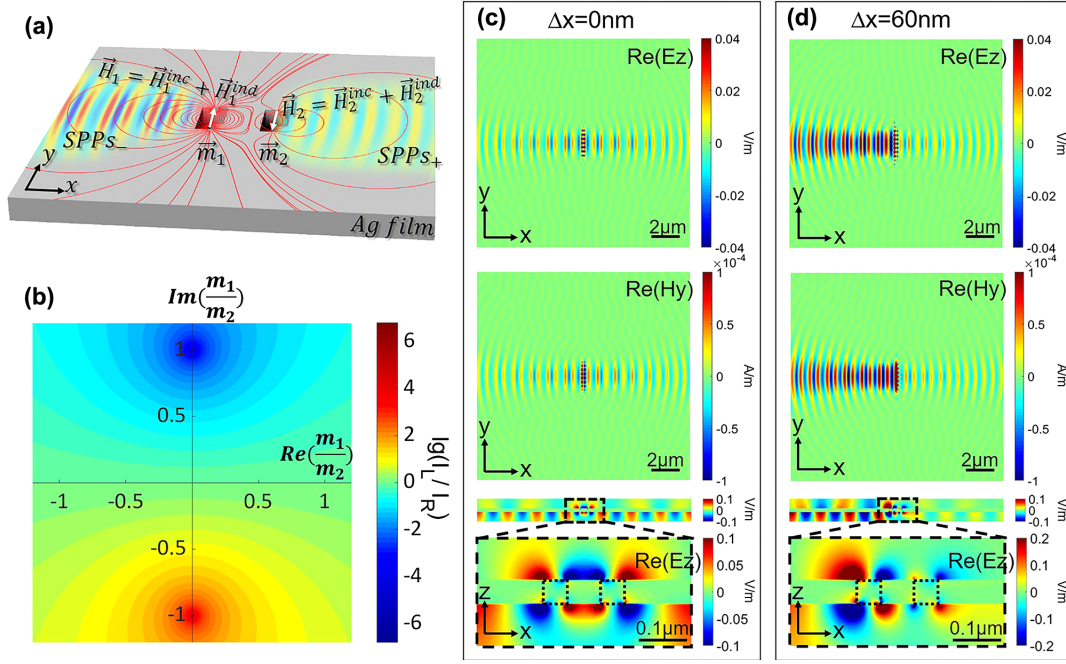 (a)
H⃗₁ = H⃗₁ⁱⁿᶜ + H⃗₁ⁱⁿᵈ
H⃗₂ = H⃗₂ⁱⁿᶜ + H⃗₂ⁱⁿᵈ
SPPs₋
m⃗₁
m⃗₂
SPPs₊
y
x
Ag film
(b)
Im(m₁/m₂)
1
0.5
Re(m₁/m₂)
-1 -0.5 0.5 1
-0.5
-1
6
4
2
0
-2
-4
-6
lg(I_L / I_R)
(c)
Δx=0nm
Re(Ez)
y
x
2μm
0.04
0.02
0
-0.02
-0.04
V/m
Re(Hy)
y
x
2μm
×10⁻⁴
1
0.5
0
-0.5
-1
A/m
0.1
0
-0.1
V/m
Re(Ez)
z
x
0.1μm
0.1
0.05
0
-0.05
-0.1
V/m
(d)
Δx=60nm
Re(Ez)
y
x
2μm
0.04
0.02
0
-0.02
-0.04
V/m
Re(Hy)
y
x
2μm
×10⁻⁴
1
0.5
0
-0.5
-1
A/m
0.1
0
-0.1
V/m
Re(Ez)
z
x
0.1μm
0.2
0.1
0
-0.1
-0.2
V/m